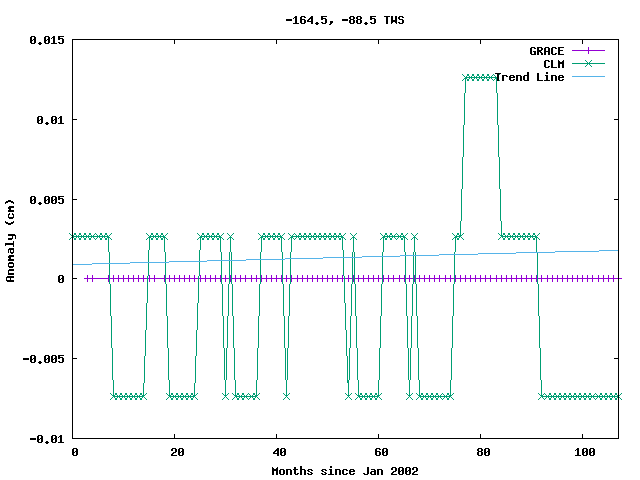 -164.5, -88.5 TWS
0.015
0.01
0.005
0
-0.005
-0.01
Anomaly (cm)
GRACE
CLM
Trend Line
0 20 40 60 80 100
Months since Jan 2002